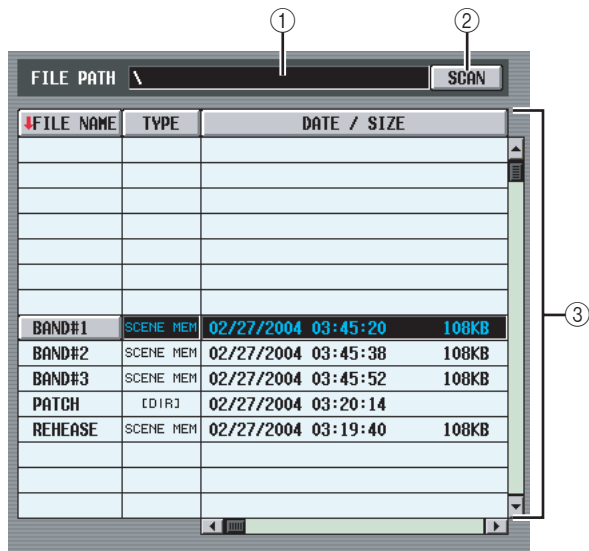 ① ②
FILE PATH \ SCAN
FILE NAME TYPE DATE / SIZE
BAND#1 SCENE MEM 02/27/2004 03:45:20 108KB
③
BAND#2 SCENE MEM 02/27/2004 03:45:38 108KB
BAND#3 SCENE MEM 02/27/2004 03:45:52 108KB
PATCH [DIR] 02/27/2004 03:20:14
REHEASE SCENE MEM 02/27/2004 03:19:40 108KB